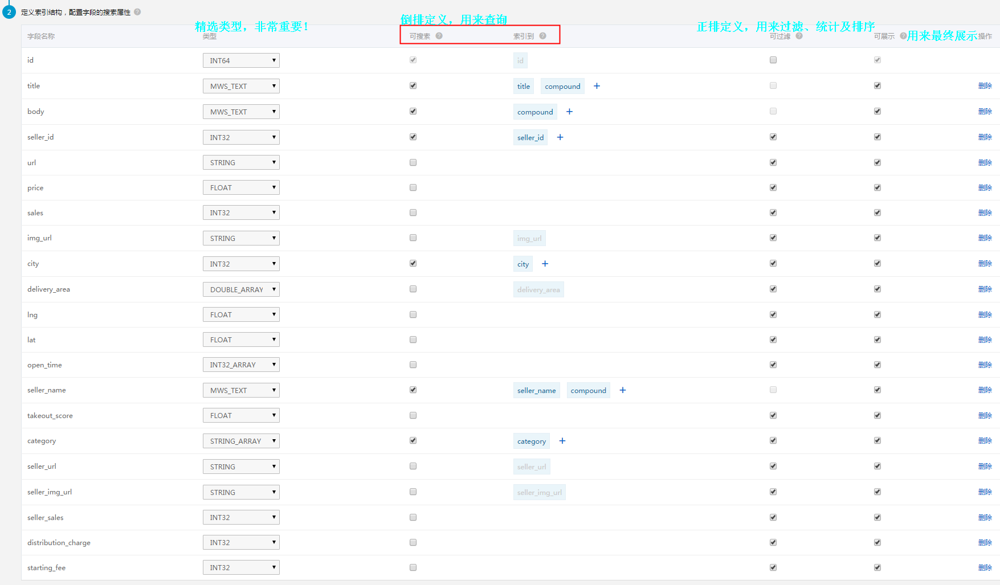 2 定义索引结构，配置字段的搜索属性 ?
精选类型，非常重要！ 倒排定义，用来查询 正排定义，用来过滤、统计及排序 用来最终展示
字段名称 类型 可搜索 ? 索引到 ? 可过滤 ? 可展示 ? 操作
id INT64 id
title MWS_TEXT title compound + 删除
body MWS_TEXT compound + 删除
seller_id INT32 seller_id + 删除
url STRING 删除
price FLOAT 删除
sales INT32 删除
img_url STRING img_url 删除
city INT32 city + 删除
delivery_area DOUBLE_ARRAY delivery_area 删除
lng FLOAT 删除
lat FLOAT 删除
open_time INT32_ARRAY 删除
seller_name MWS_TEXT seller_name compound + 删除
takeout_score FLOAT 删除
category STRING_ARRAY category + 删除
seller_url STRING seller_url 删除
seller_img_url STRING seller_img_url 删除
seller_sales INT32 删除
distribution_charge INT32 删除
starting_fee INT32 删除